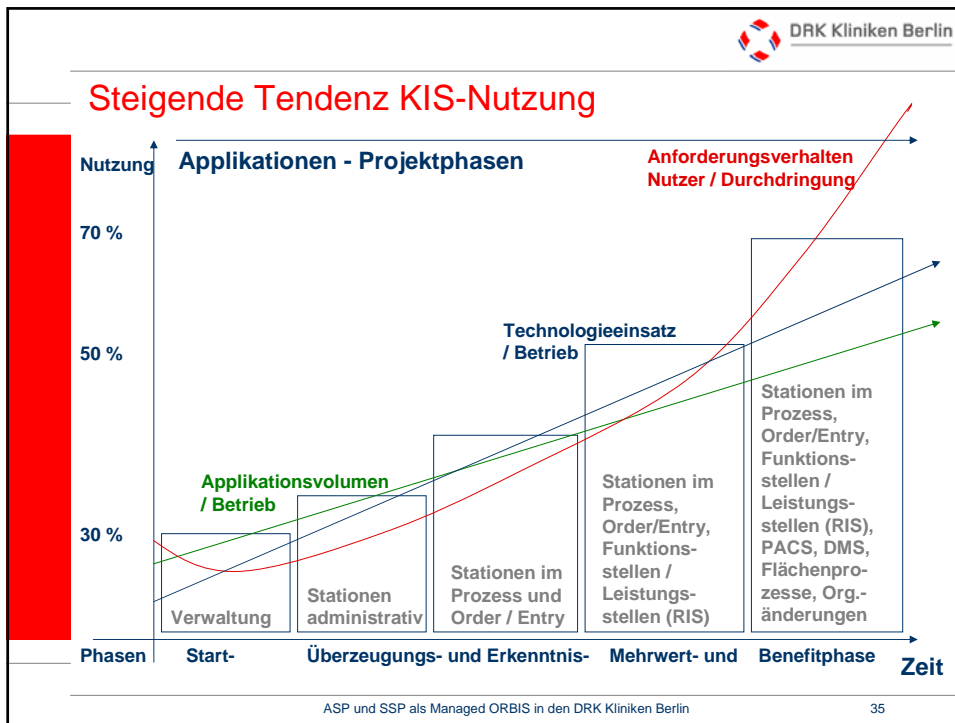 DRK Kliniken Berlin
Steigende Tendenz KIS-Nutzung
Nutzung
Applikationen - Projektphasen
Anforderungsverhalten
Nutzer / Durchdringung
70 %
50 %
30 %
Technologieeinsatz
/ Betrieb
Applikationsvolumen
/ Betrieb
Verwaltung
Stationen
administrativ
Stationen im
Prozess und
Order / Entry
Stationen im
Prozess,
Order/Entry,
Funktions-
stellen /
Leistungs-
stellen (RIS)
Stationen im
Prozess,
Order/Entry,
Funktions-
stellen /
Leistungs-
stellen (RIS),
PACS, DMS,
Flächenpro-
zesse, Org.-
änderungen
Phasen Start- Überzeugungs- und Erkenntnis- Mehrwert- und Benefitphase
Zeit
ASP und SSP als Managed ORBIS in den DRK Kliniken Berlin 35